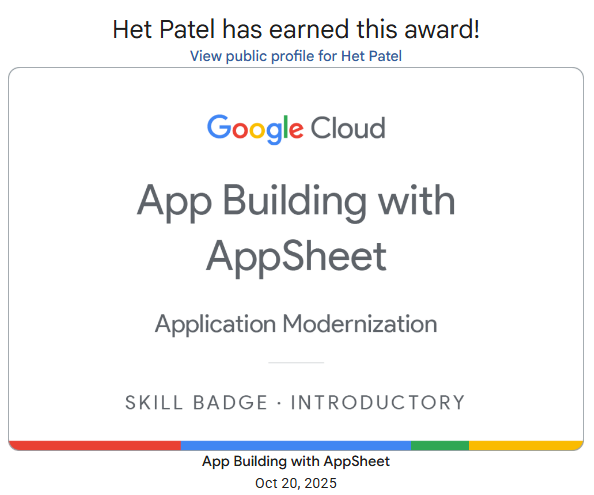 Het Patel has earned this award!
View public profile for Het Patel
Google Cloud
App Building with
AppSheet
Application Modernization
SKILL BADGE · INTRODUCTORY
App Building with AppSheet
Oct 20, 2025